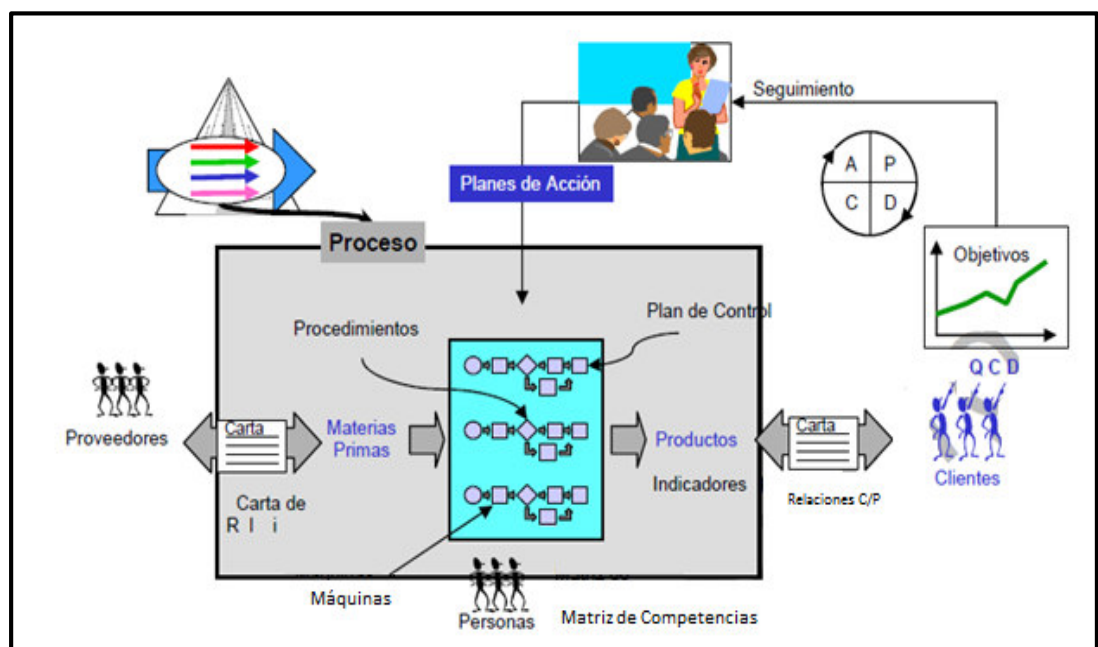 Seguimiento
Planes de Acción
A P
C D
Proceso
Objetivos
Plan de Control
Procedimientos
Q C D
Proveedores
Carta
Materias
Primas
Productos
Carta
Clientes
Indicadores
Relaciones C/P
Carta de
R l i
Máquinas
Personas
Matriz de Competencias